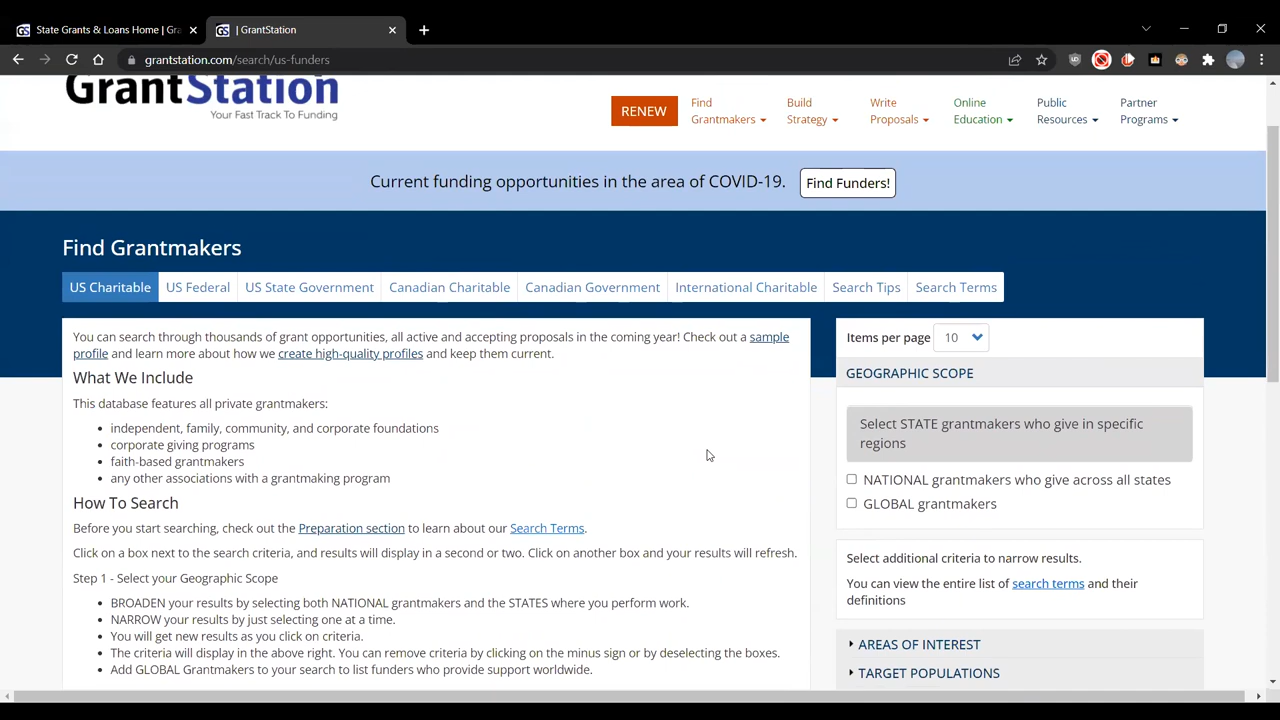 State Grants & Loans Home | Gra
| GrantStation
grantstation.com/search/us-funders
GrantStation
Your Fast Track To Funding
RENEW
Find
Grantmakers
Build
Strategy
Write
Proposals
Online
Education
Public
Resources
Partner
Programs
Current funding opportunities in the area of COVID-19.
Find Funders!
Find Grantmakers
US Charitable
US Federal
US State Government
Canadian Charitable
Canadian Government
International Charitable
Search Tips
Search Terms
You can search through thousands of grant opportunities, all active and accepting proposals in the coming year! Check out a sample
profile and learn more about how we create high-quality profiles and keep them current.
What We Include
This database features all private grantmakers:
independent, family, community, and corporate foundations
corporate giving programs
faith-based grantmakers
any other associations with a grantmaking program
How To Search
Before you start searching, check out the Preparation section to learn about our Search Terms.
Click on a box next to the search criteria, and results will display in a second or two. Click on another box and your results will refresh.
Step 1 - Select your Geographic Scope
BROADEN your results by selecting both NATIONAL grantmakers and the STATES where you perform work.
NARROW your results by just selecting one at a time.
You will get new results as you click on criteria.
The criteria will display in the above right. You can remove criteria by clicking on the minus sign or by deselecting the boxes.
Add GLOBAL Grantmakers to your search to list funders who provide support worldwide.
Items per page
10
GEOGRAPHIC SCOPE
Select STATE grantmakers who give in specific
regions
NATIONAL grantmakers who give across all states
GLOBAL grantmakers
Select additional criteria to narrow results.
You can view the entire list of search terms and their
definitions
AREAS OF INTEREST
TARGET POPULATIONS